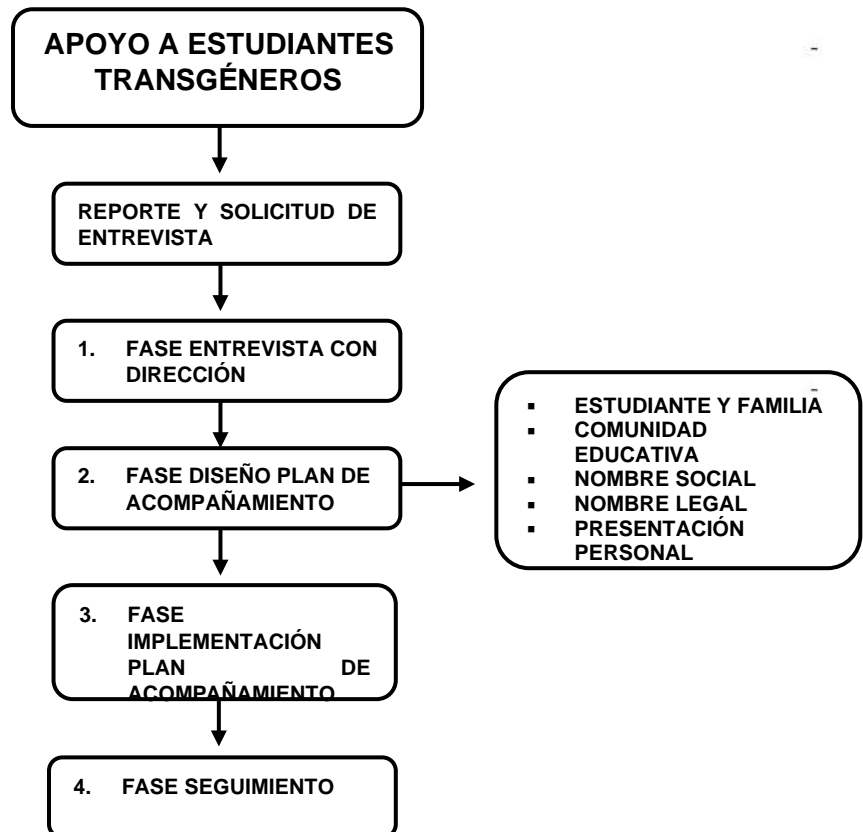 APOYO A ESTUDIANTES
TRANSGÉNEROS
REPORTE Y SOLICITUD DE
ENTREVISTA
1. FASE ENTREVISTA CON
DIRECCIÓN
2. FASE DISEÑO PLAN DE
ACOMPAÑAMIENTO
▪ ESTUDIANTE Y FAMILIA
▪ COMUNIDAD
EDUCATIVA
▪ NOMBRE SOCIAL
▪ NOMBRE LEGAL
▪ PRESENTACIÓN
PERSONAL
3. FASE
IMPLEMENTACIÓN
PLAN DE
ACOMPAÑAMIENTO
4. FASE SEGUIMIENTO